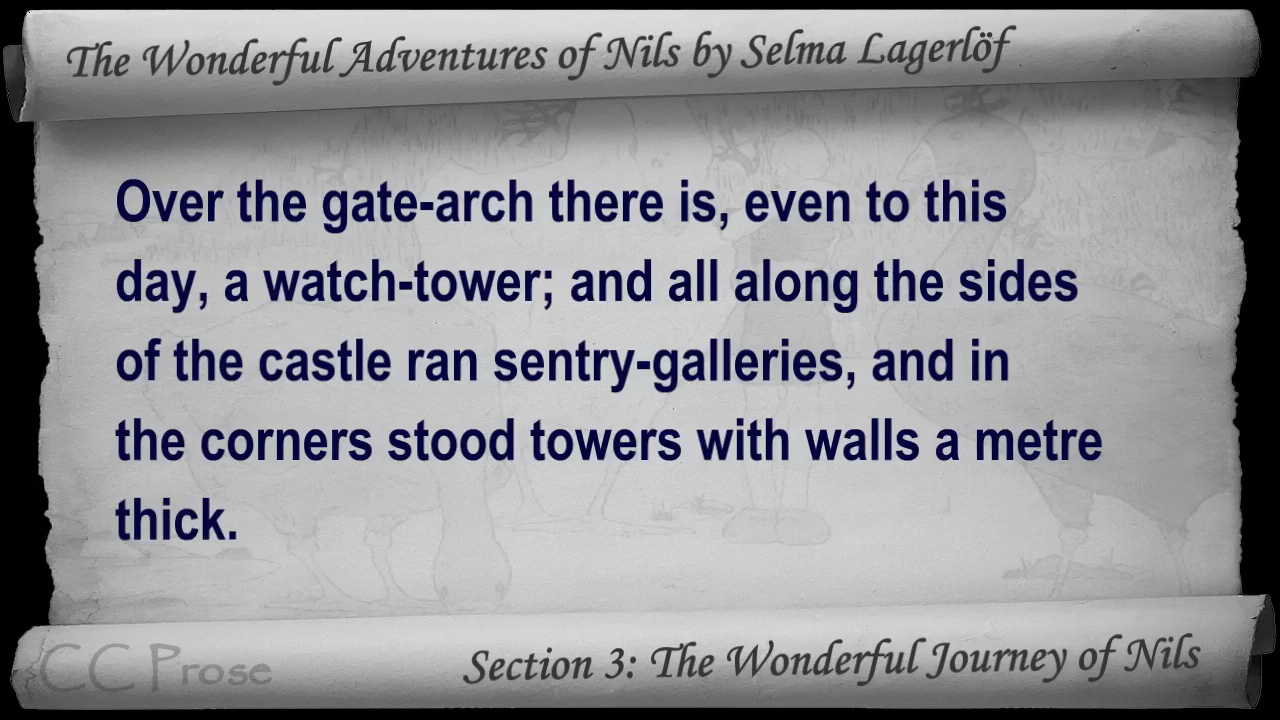 The Wonderful Adventures of Nils by Selma Lagerlöf
Over the gate-arch there is, even to this
day, a watch-tower; and all along the sides
of the castle ran sentry-galleries, and in
the corners stood towers with walls a metre
thick.
CC Prose
Section 3: The Wonderful Journey of Nils